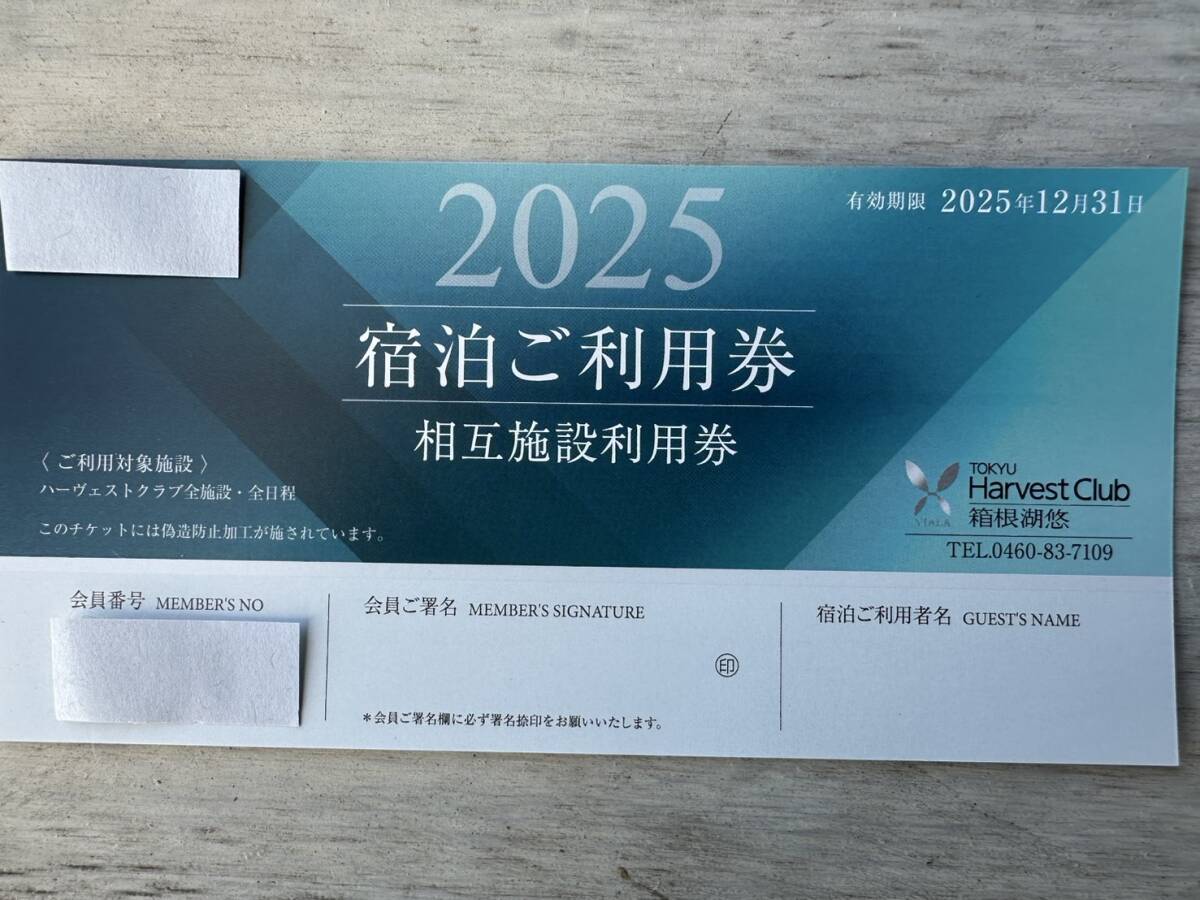 2025
有効期限 2025年12月31日
宿泊ご利用券
相互施設利用券
〈 ご利用対象施設 〉
ハーヴェストクラブ全施設・全日程
このチケットには偽造防止加工が施されています。
VIALA
TOKYU
Harvest Club
箱根湖悠
TEL.0460-83-7109
会員番号 MEMBER'S NO
会員ご署名 MEMBER'S SIGNATURE
印
＊会員ご署名欄に必ず署名捺印をお願いいたします。
宿泊ご利用者名 GUEST'S NAME